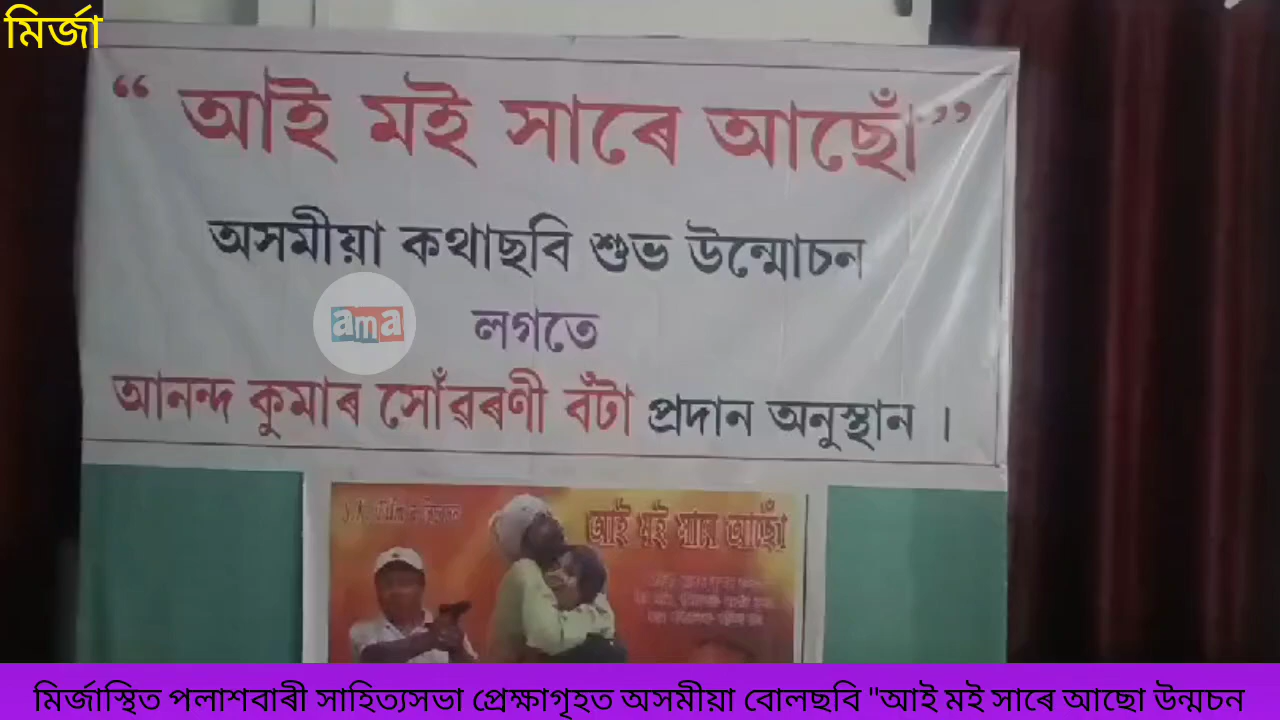 মিৰ্জা
“ আই মই সাৰে আছোঁ”
অসমীয়া কথাছবি শুভ উন্মোচন
লগতে
ama
আনন্দ কুমাৰ সোঁৱৰণী বঁটা প্ৰদান অনুস্থান ।
আই মই সাৰে আছোঁ
মিৰ্জাস্থিত পলাশবাৰী সাহিত্যসভা প্ৰেক্ষাগৃহত অসমীয়া বোলছবি "আই মই সাৰে আছো উন্মচন